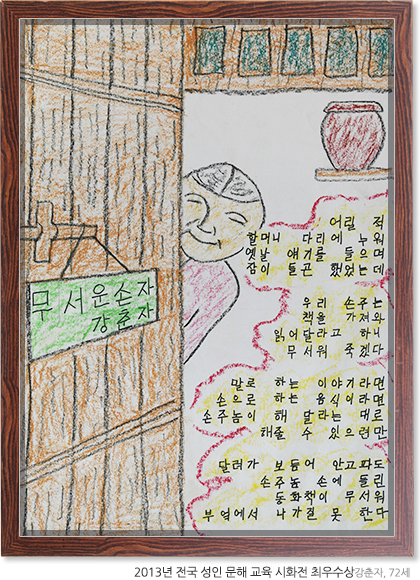 무서운손자
강춘자
어릴 적
할머니 다리에 누워
옛날 얘기를 들으며
잠이 들곤 했었는데
우리 손주는
책을 가져와
읽어달라고 하니
무서워 죽겠다
말로 하는 이야기라면
손으로 하는 음식이라면
손주놈이 해 달라는 대로
해줄 수 있으련만
달려가 보듬어 안고파도
손주놈 손에 들린
동화책이 무서워
부엌에서 나가질 못 한다
2013년 전국 성인 문해 교육 시화전 최우수상강춘자, 72세